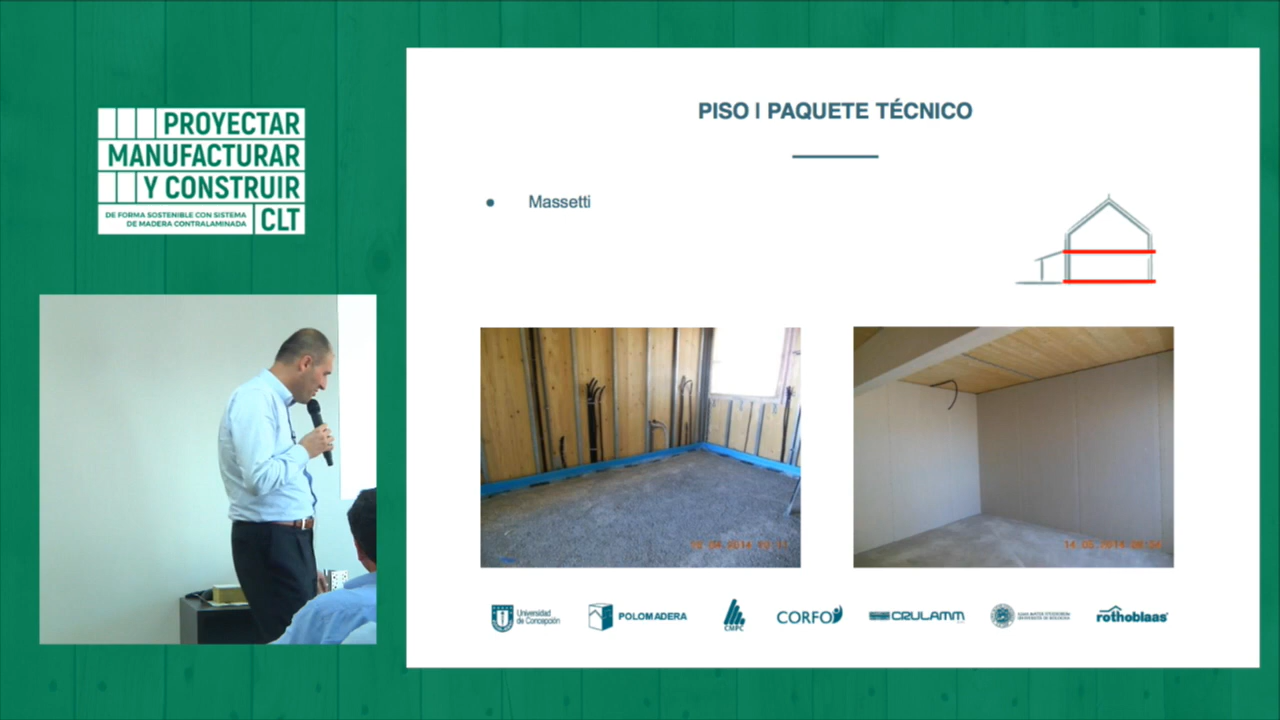 PROYECTAR
MANUFACTURAR
Y CONSTRUIR
DE FORMA SOSTENIBLE CON SISTEMA
DE MADERA CONTRALAMINADA
CLT
PISO | PAQUETE TÉCNICO
• Massetti
Universidad
de Concepción
POLOMADERA
CMPC
CORFO
CRULAMM
rothoblaas